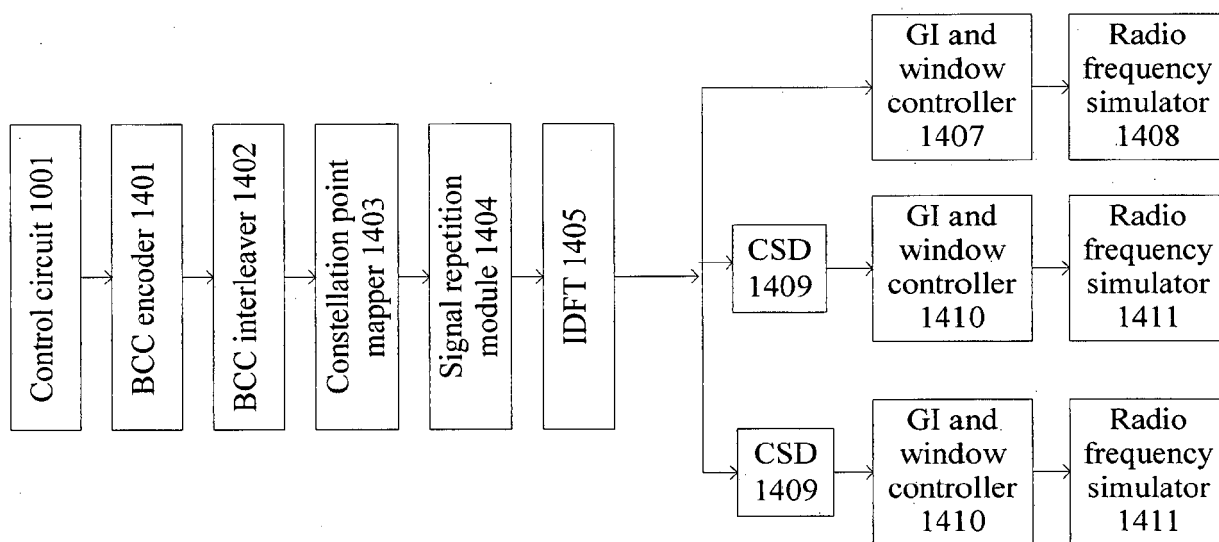 Control circuit 1001
BCC encoder 1401
BCC interleaver 1402
Constellation point
mapper 1403
Signal repetition
module 1404
IDFT 1405
GI and
window
controller
1407
Radio
frequency
simulator
1408
CSD
1409
GI and
window
controller
1410
Radio
frequency
simulator
1411
CSD
1409
GI and
window
controller
1410
Radio
frequency
simulator
1411